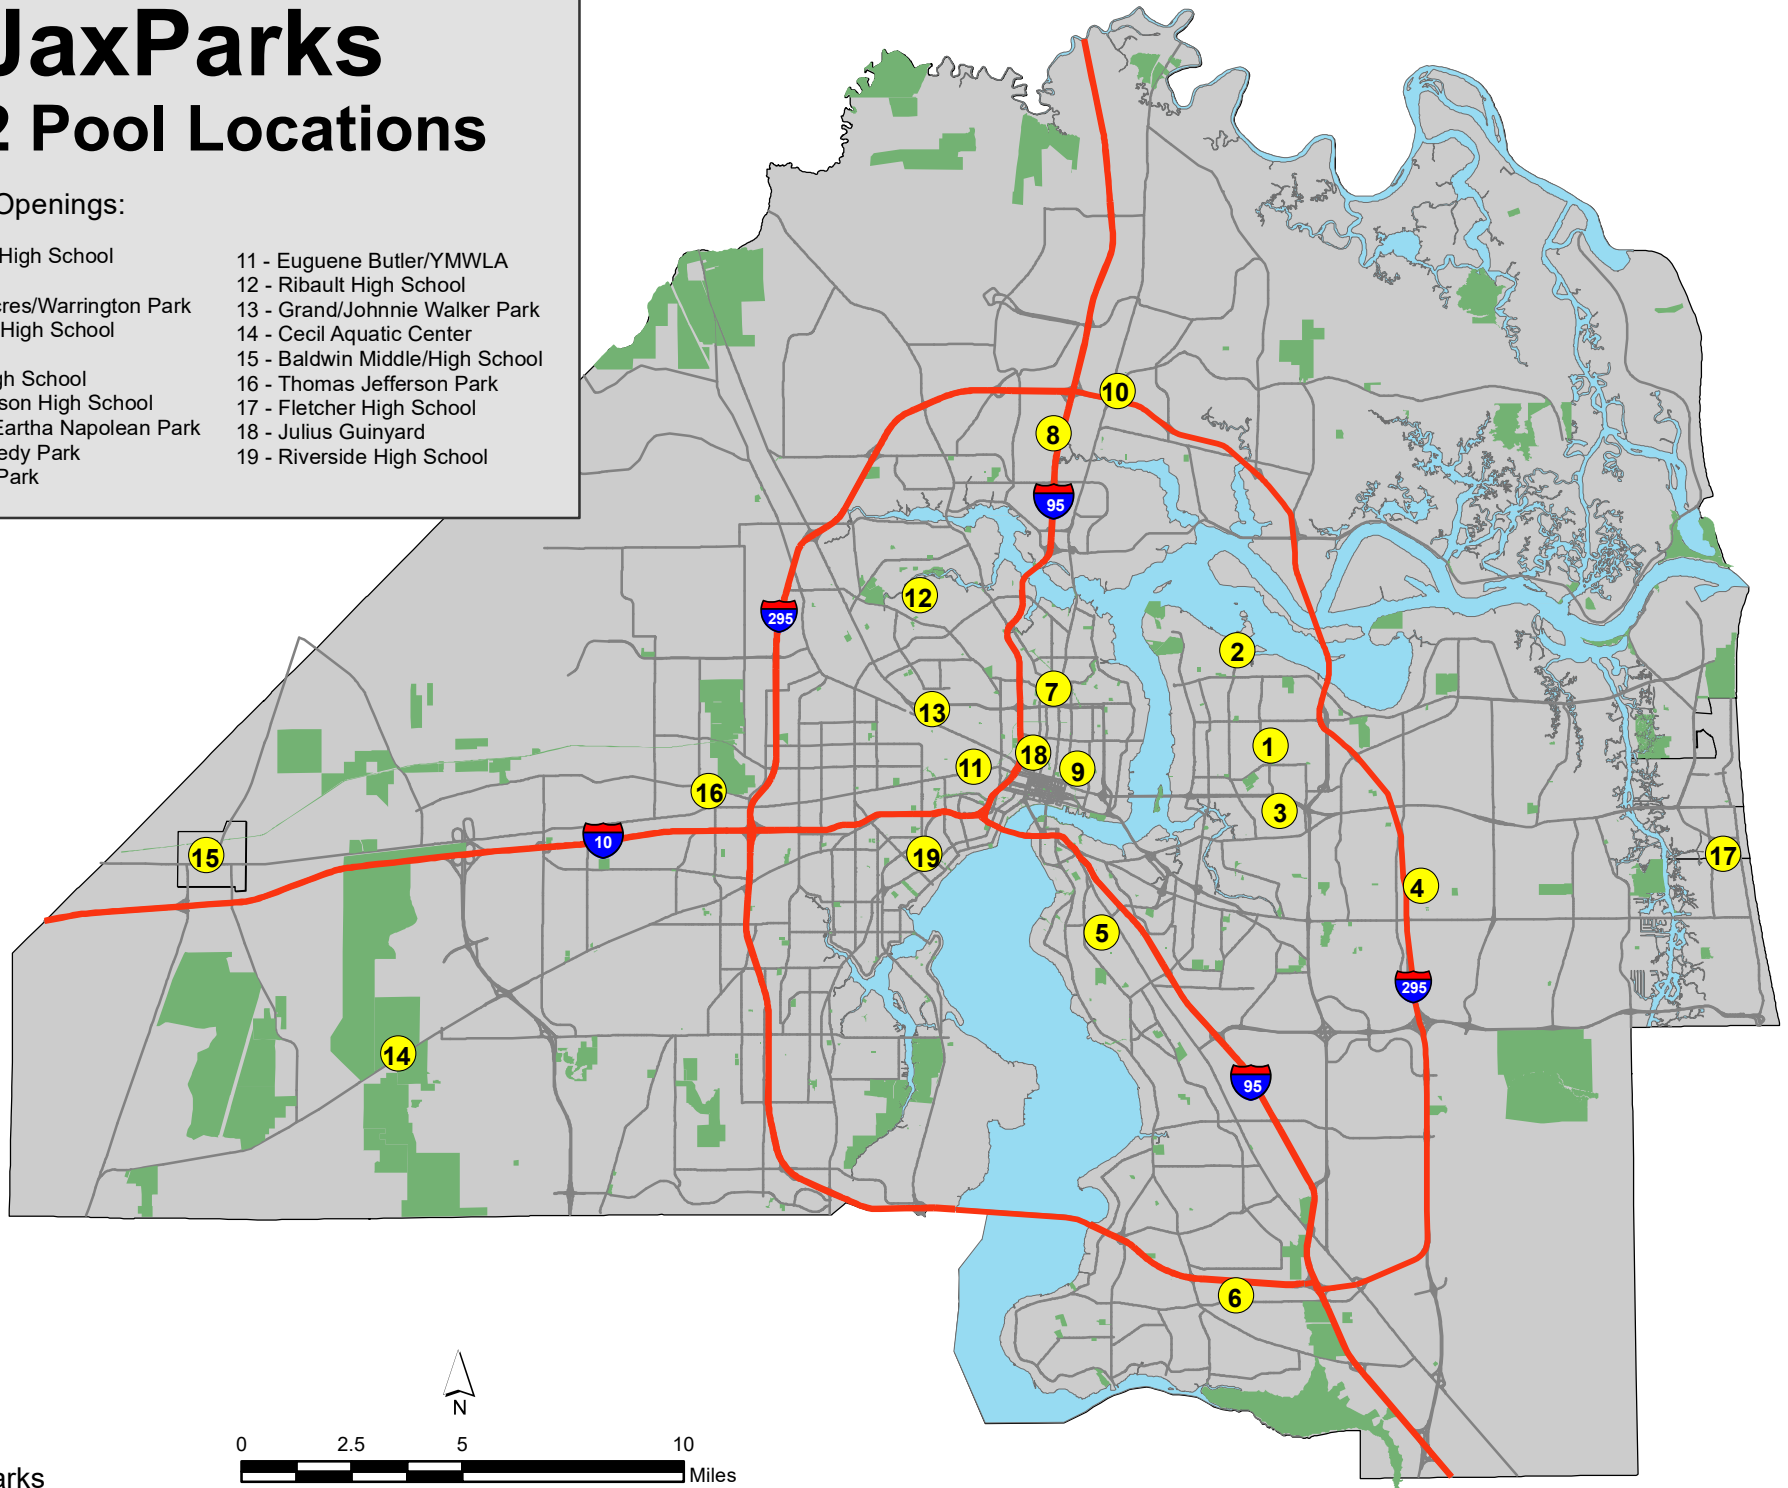 JaxParks
2 Pool Locations
Openings:
High School
cres/Warrington Park
High School
gh School
son High School
Eartha Napolean Park
edy Park
Park
11 - Euguene Butler/YMWLA
12 - Ribault High School
13 - Grand/Johnnie Walker Park
14 - Cecil Aquatic Center
15 - Baldwin Middle/High School
16 - Thomas Jefferson Park
17 - Fletcher High School
18 - Julius Guinyard
19 - Riverside High School
10
8
95
12
295
2
7
13
1
18
11
9
16
3
10
15
19
17
4
5
295
14
95
6
N
0 2.5 5 10
Miles
arks